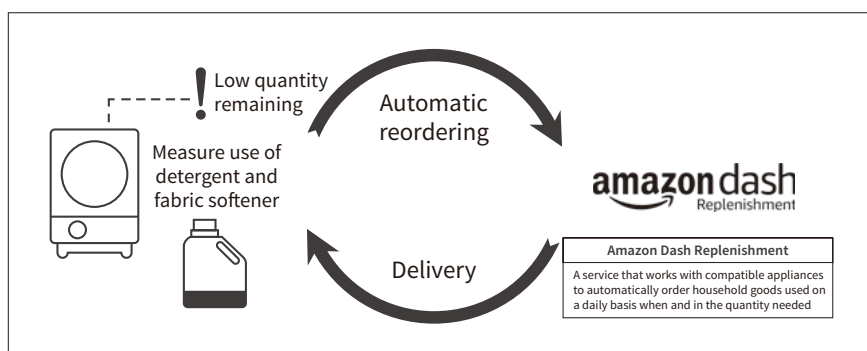 Low quantity
remaining
Automatic
reordering
Measure use of
detergent and
fabric softener
amazon dash
Replenishment
Delivery
Amazon Dash Replenishment
A service that works with compatible appliances
to automatically order household goods used on
a daily basis when and in the quantity needed